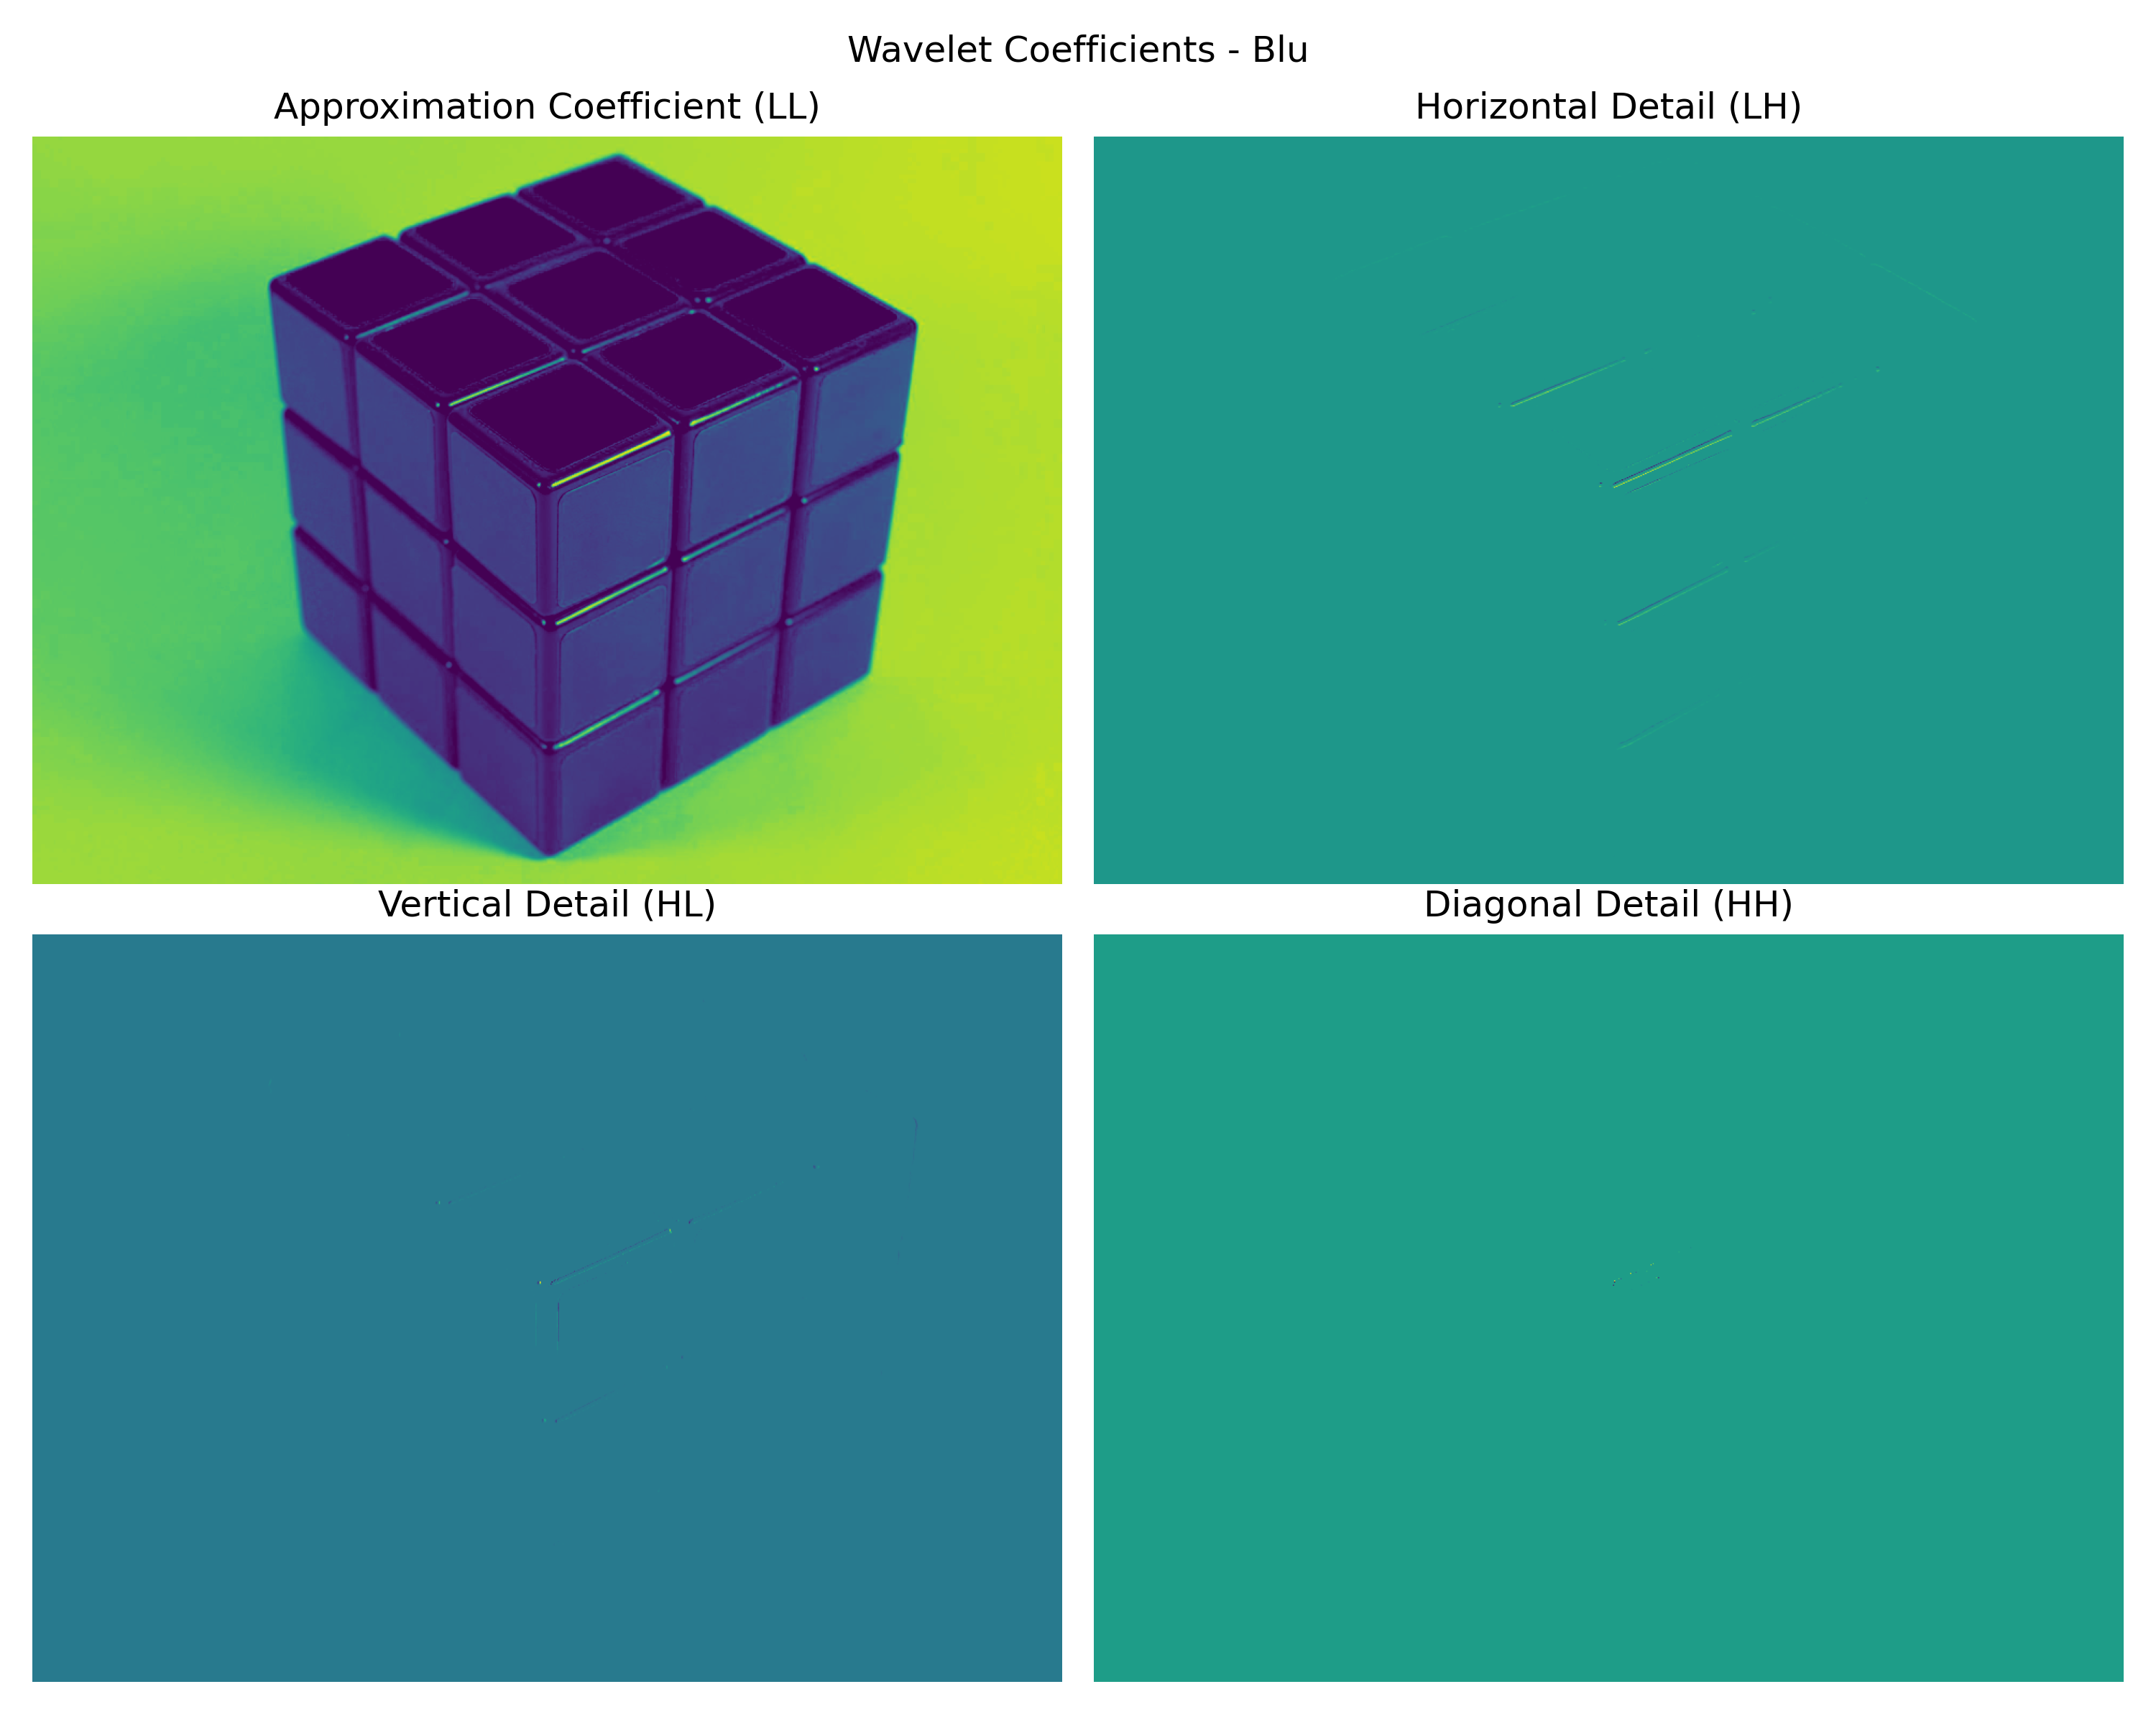 Wavelet Coefficients - Blu
Approximation Coefficient (LL)
Horizontal Detail (LH)
Vertical Detail (HL)
Diagonal Detail (HH)